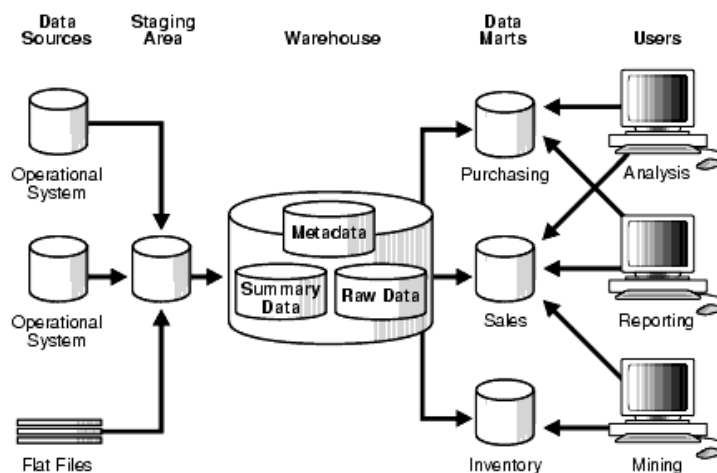 Data Sources
Staging Area
Warehouse
Data Marts
Users
Operational System
Purchasing
Analysis
Metadata
Summary Data
Raw Data
Operational System
Sales
Reporting
Flat Files
Inventory
Mining